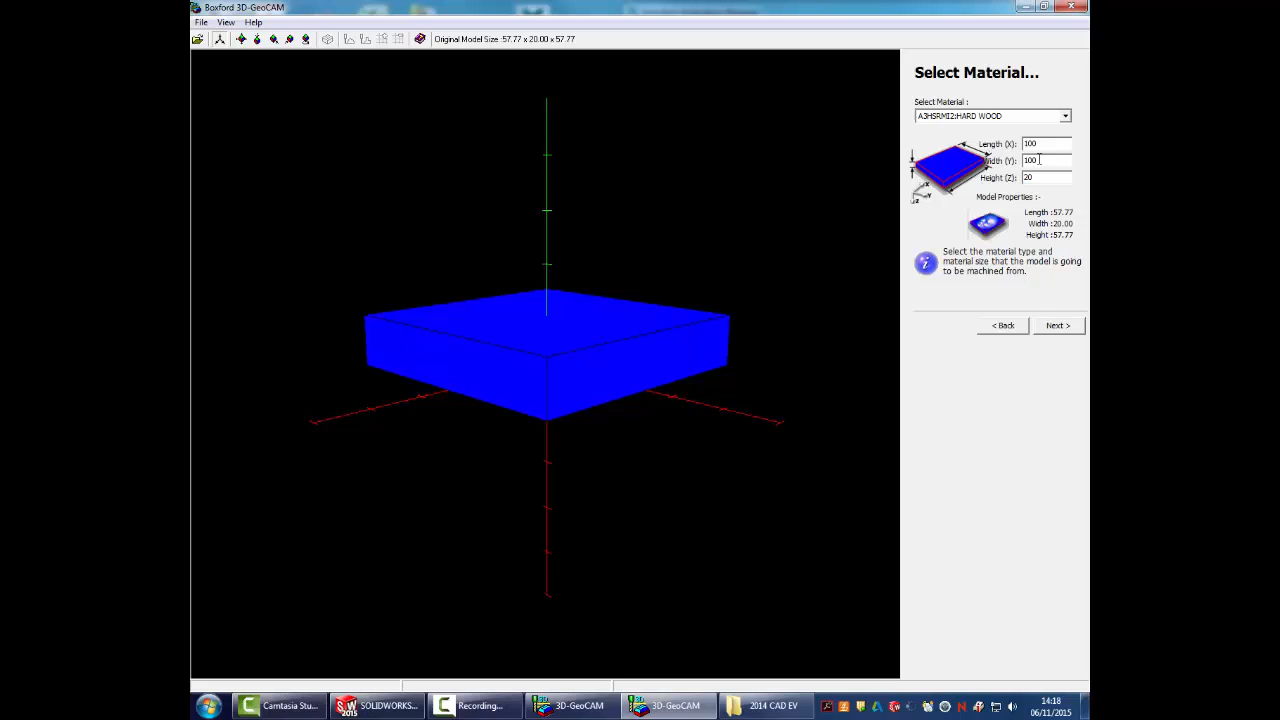 Boxford 3D-GeoCAM
File View Help
Original Model Size :57.77 x 20.00 x 57.77
Select Material...
Select Material :
A3HSRMI2:HARD WOOD
Length (X): 100
Width (Y): 100
Height (Z): 20
Model Properties :-
Length :57.77
Width :20.00
Height :57.77
Select the material type and
material size that the model is going
to be machined from.
< Back Next >
Camtasia Stu... SOLIDWORKS... Recording... 3D-GeoCAM 3D-GeoCAM 2014 CAD EV 14:18
06/11/2015